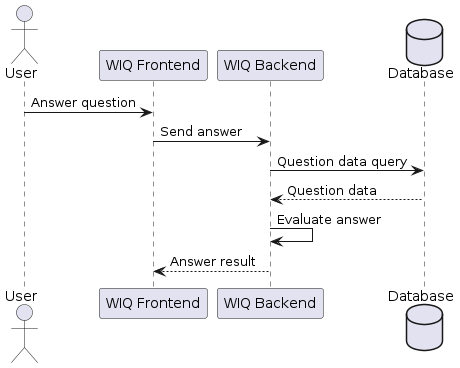 User
WIQ Frontend
WIQ Backend
Database
Answer question
Send answer
Question data query
Question data
Evaluate answer
Answer result
User
WIQ Frontend
WIQ Backend
Database